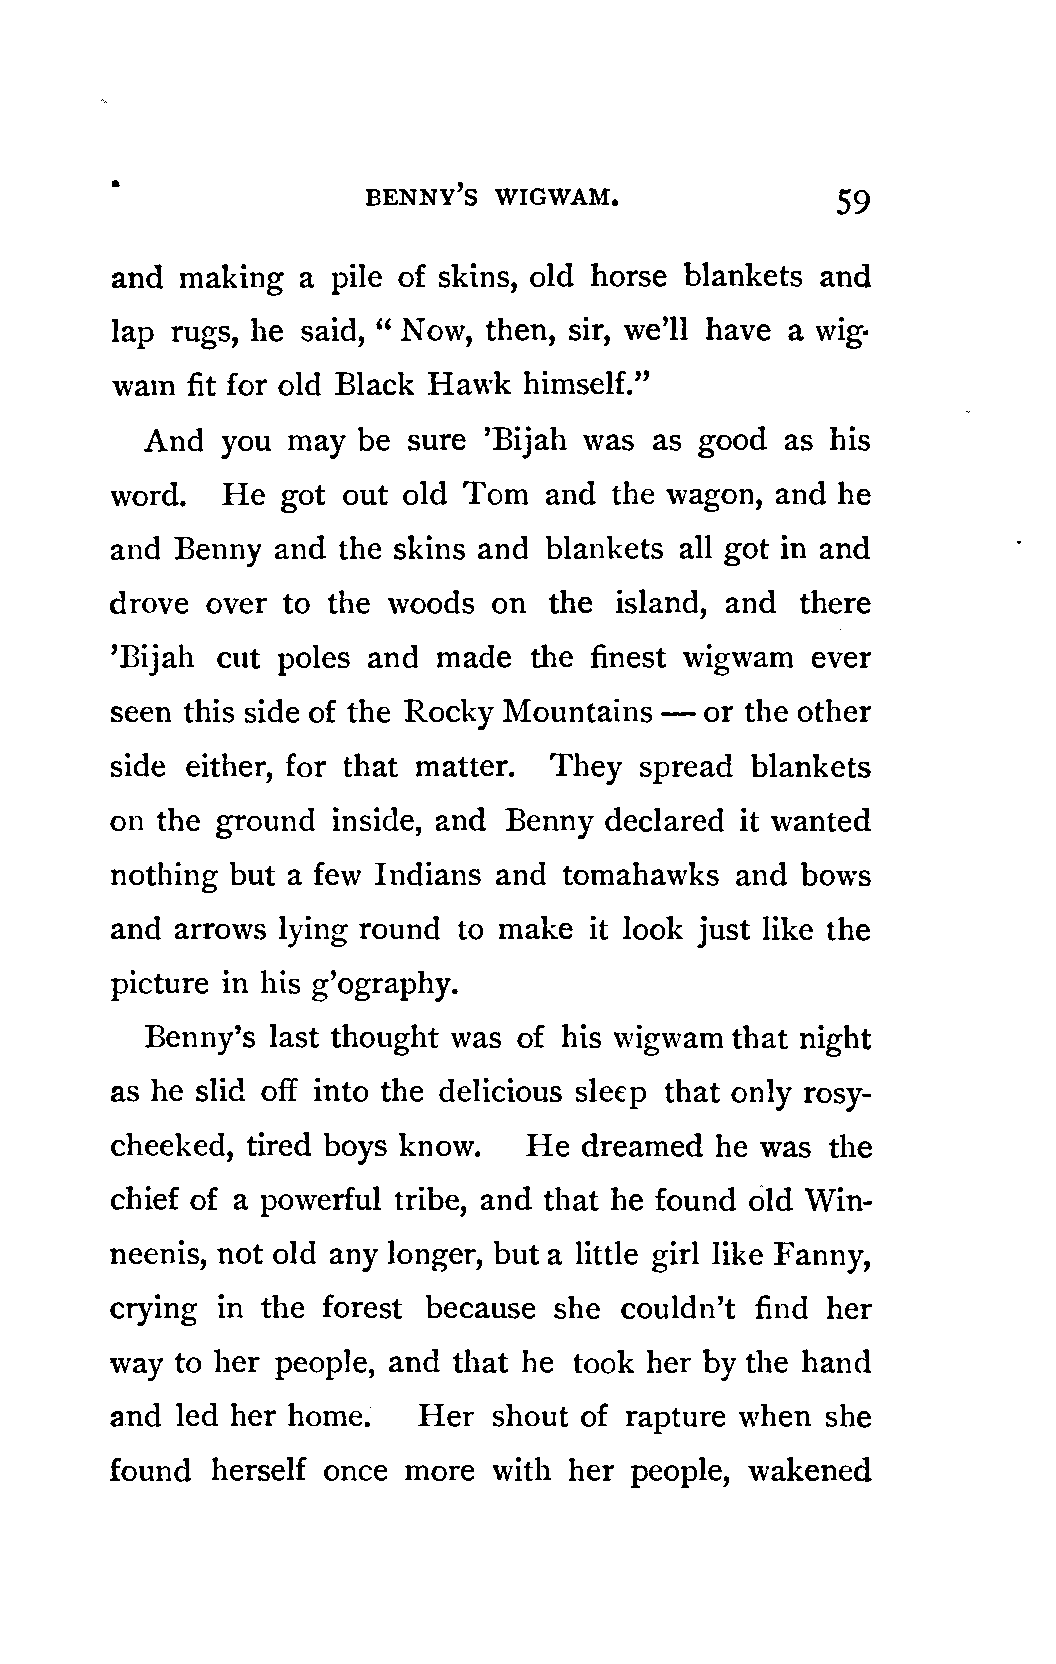 BENNY'S WIGWAM. 59
and making a pile of skins, old horse blankets and
lap rugs, he said, “ Now, then, sir, we'll have a wig-
wam fit for old Black Hawk himself.”
And you may be sure ’Bijah was as good as his
word. He got out old Tom and the wagon, and he
and Benny and the skins and blankets all got in and
drove over to the woods on the island, and there
’Bijah cut poles and made the finest wigwam ever
seen this side of the Rocky Mountains — or the other
side either, for that matter. They spread blankets
on the ground inside, and Benny declared it wanted
nothing but a few Indians and tomahawks and bows
and arrows lying round to make it look just like the
picture in his g’ography.
Benny’s last thought was of his wigwam that night
as he slid off into the delicious sleep that only rosy-
cheeked, tired boys know. He dreamed he was the
chief of a powerful tribe, and that he found old Win-
neenis, not old any longer, but a little girl like Fanny,
crying in the forest because she couldn’t find her
way to her people, and that he took her by the hand
and led her home. Her shout of rapture when she
found herself once more with her people, wakened